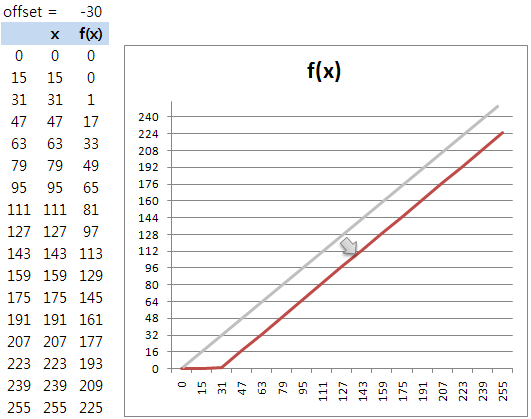 offset = -30
x f(x)
0 0 0
15 15 0
31 31 1
47 47 17
63 63 33
79 79 49
95 95 65
111 111 81
127 127 97
143 143 113
159 159 129
175 175 145
191 191 161
207 207 177
223 223 193
239 239 209
255 255 225
f(x)
240
224
208
192
176
160
144
128
112
96
80
64
48
32
16
0
0 15 31 47 63 79 95 111 127 143 159 175 191 207 223 239 255